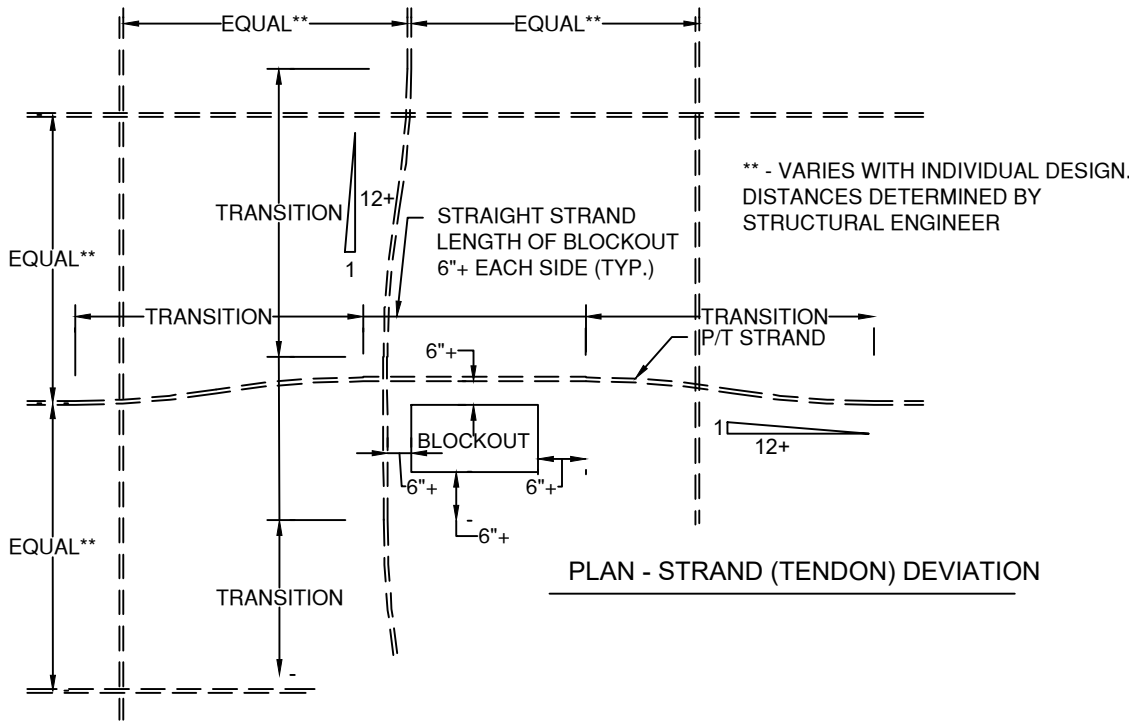 EQUAL**
EQUAL**
** - VARIES WITH INDIVIDUAL DESIGN.
DISTANCES DETERMINED BY
STRUCTURAL ENGINEER
12+
TRANSITION
STRAIGHT STRAND
LENGTH OF BLOCKOUT
6"+ EACH SIDE (TYP.)
EQUAL**
1
TRANSITION
TRANSITION
P/T STRAND
6"+
1
12+
BLOCKOUT
6"+
6"+
6"+
EQUAL**
PLAN - STRAND (TENDON) DEVIATION
TRANSITION